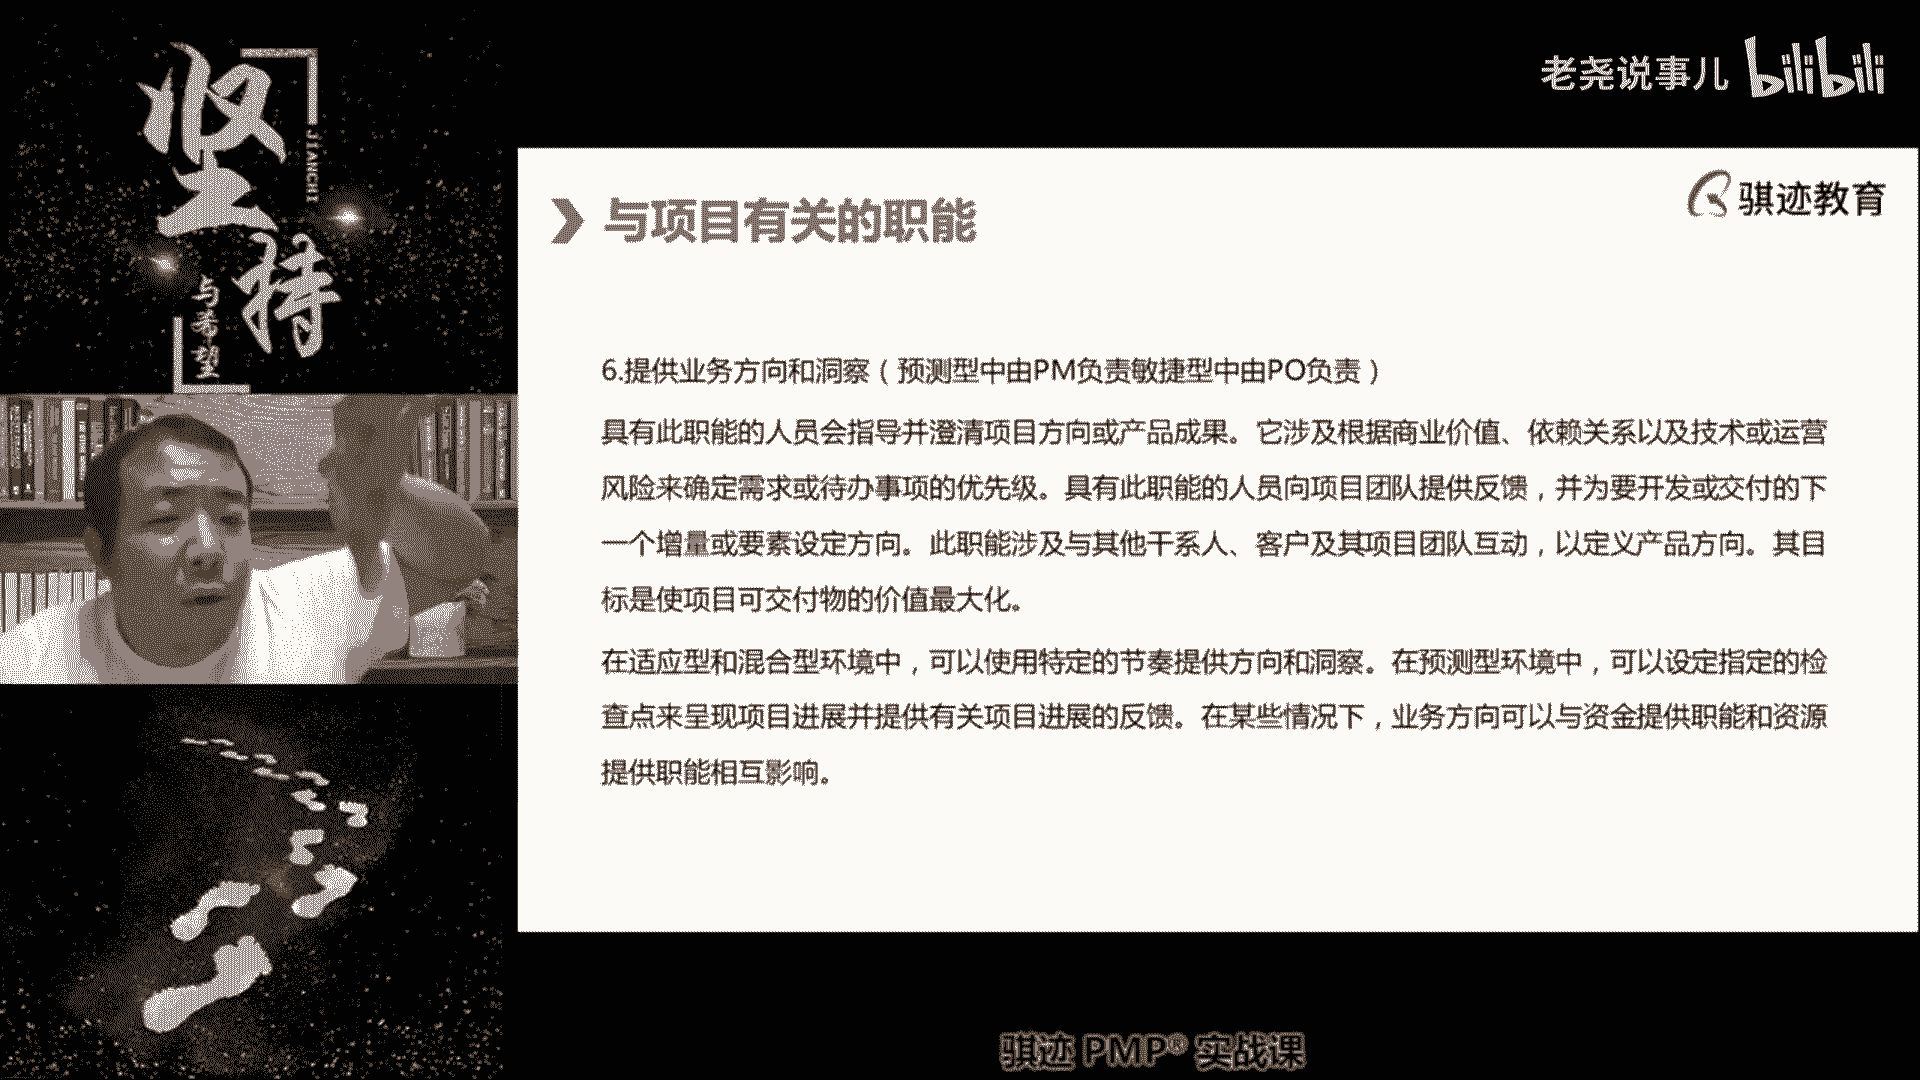 坚持
JIANCHI
与希望
老尧说事儿 bilibili
骐迹教育
与项目有关的职能
6.提供业务方向和洞察（预测型中由PM负责敏捷型中由PO负责）
具有此职能的人员会指导并澄清项目方向或产品成果。它涉及根据商业价值、依赖关系以及技术或运营
风险来确定需求或待办事项的优先级。具有此职能的人员向项目团队提供反馈，并为要开发或交付的下
一个增量或要素设定方向。此职能涉及与其他干系人、客户及其项目团队互动，以定义产品方向。其目
标是使项目可交付物的价值最大化。
在适应型和混合型环境中，可以使用特定的节奏提供方向和洞察。在预测型环境中，可以设定指定的检
查点来呈现项目进展并提供有关项目进展的反馈。在某些情况下，业务方向可以与资金提供职能和资源
提供职能相互影响。
骐迹 PMP® 实战课